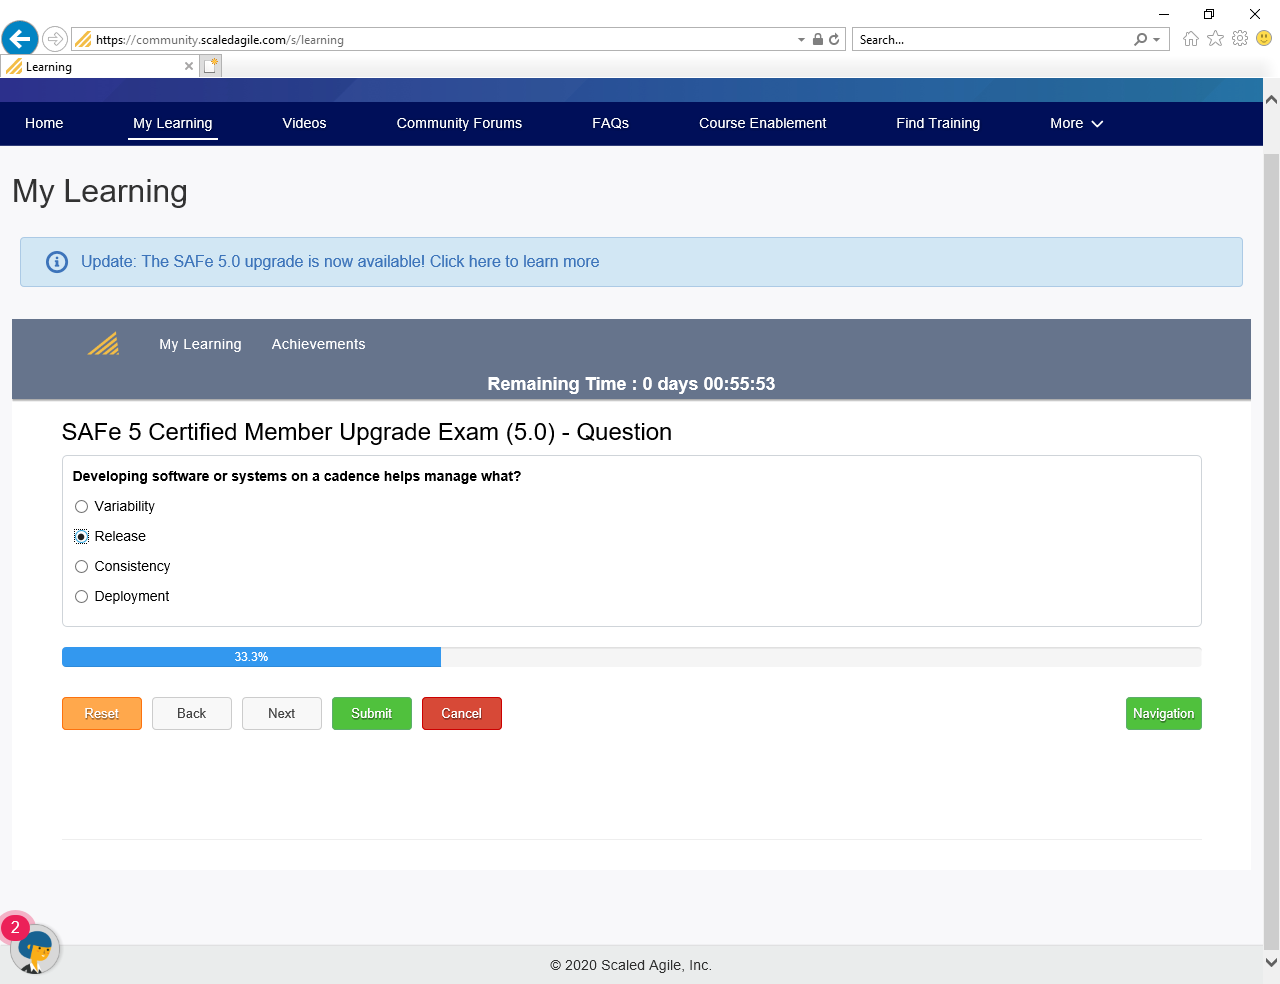 https://community.scaledagile.com/s/learning
Search...
Learning
Home My Learning Videos Community Forums FAQs Course Enablement Find Training More
My Learning
Update: The SAFe 5.0 upgrade is now available! Click here to learn more
My Learning Achievements
Remaining Time : 0 days 00:55:53
SAFe 5 Certified Member Upgrade Exam (5.0) - Question
Developing software or systems on a cadence helps manage what?
Variability
Release
Consistency
Deployment
33.3%
Reset Back Next Submit Cancel Navigation
2
© 2020 Scaled Agile, Inc.